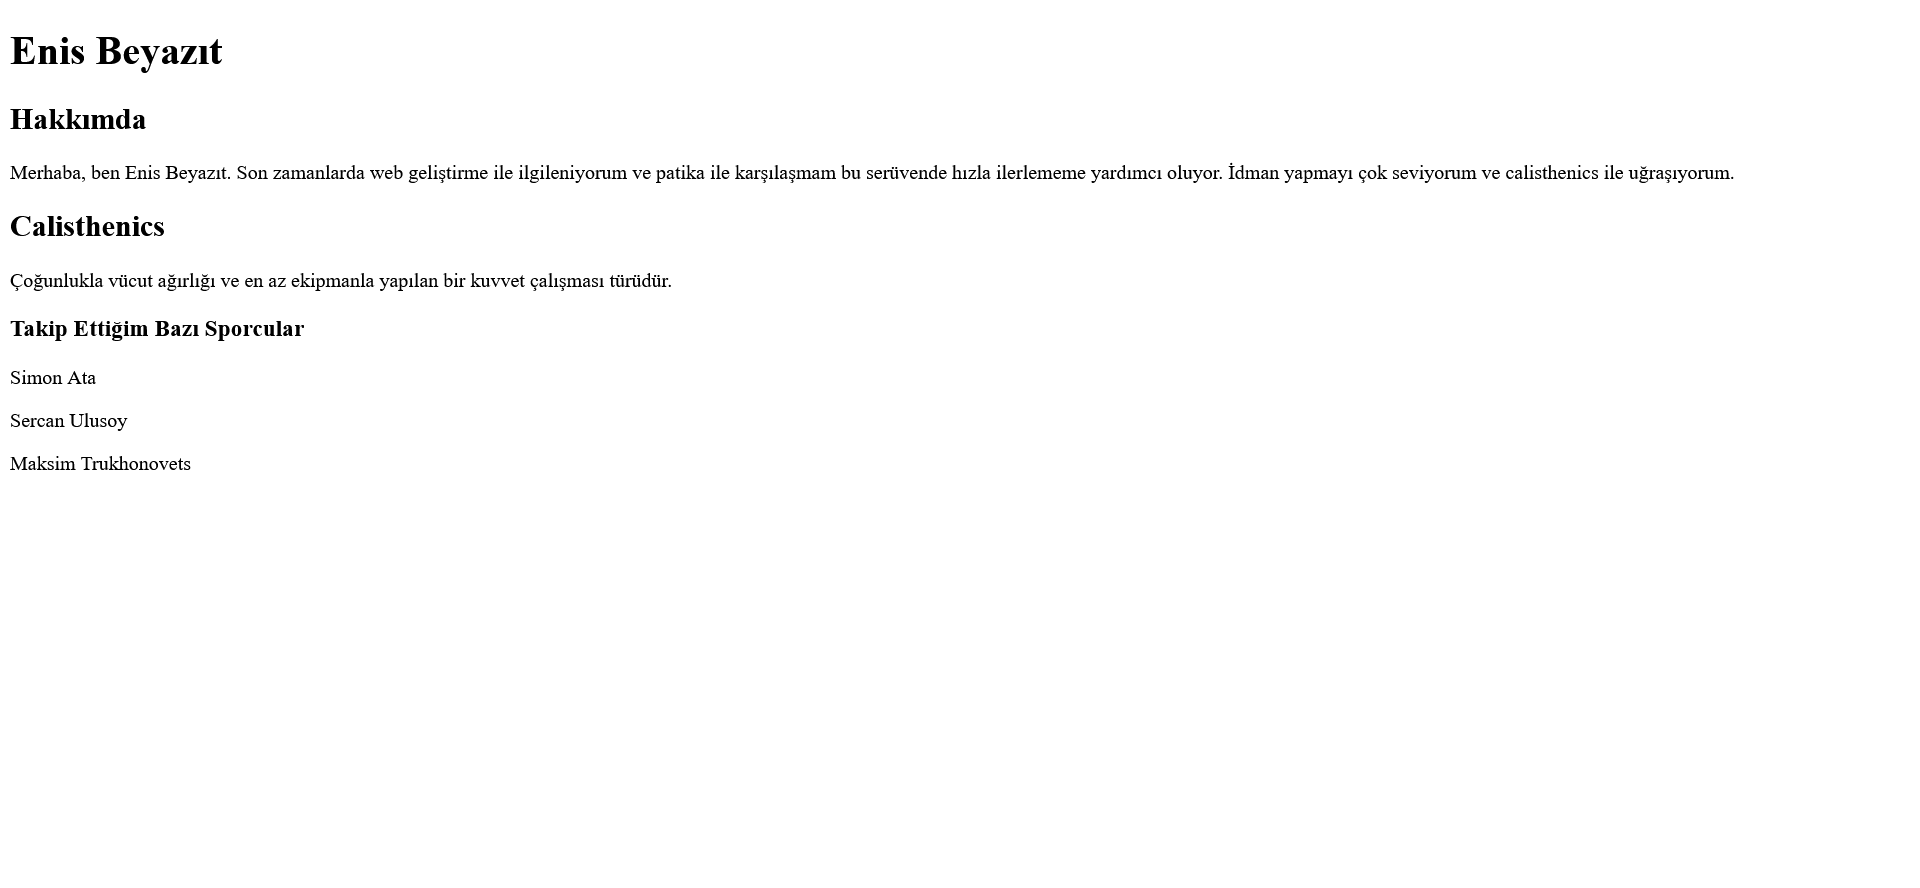 Enis Beyazıt
Hakkımda
Merhaba, ben Enis Beyazıt. Son zamanlarda web geliştirme ile ilgileniyorum ve patika ile karşılaşmam bu serüvende hızla ilerlememe yardımcı oluyor. İdman yapmayı çok seviyorum ve calisthenics ile uğraşıyorum.
Calisthenics
Çoğunlukla vücut ağırlığı ve en az ekipmanla yapılan bir kuvvet çalışması türüdür.
Takip Ettiğim Bazı Sporcular
Simon Ata
Sercan Ulusoy
Maksim Trukhonovets